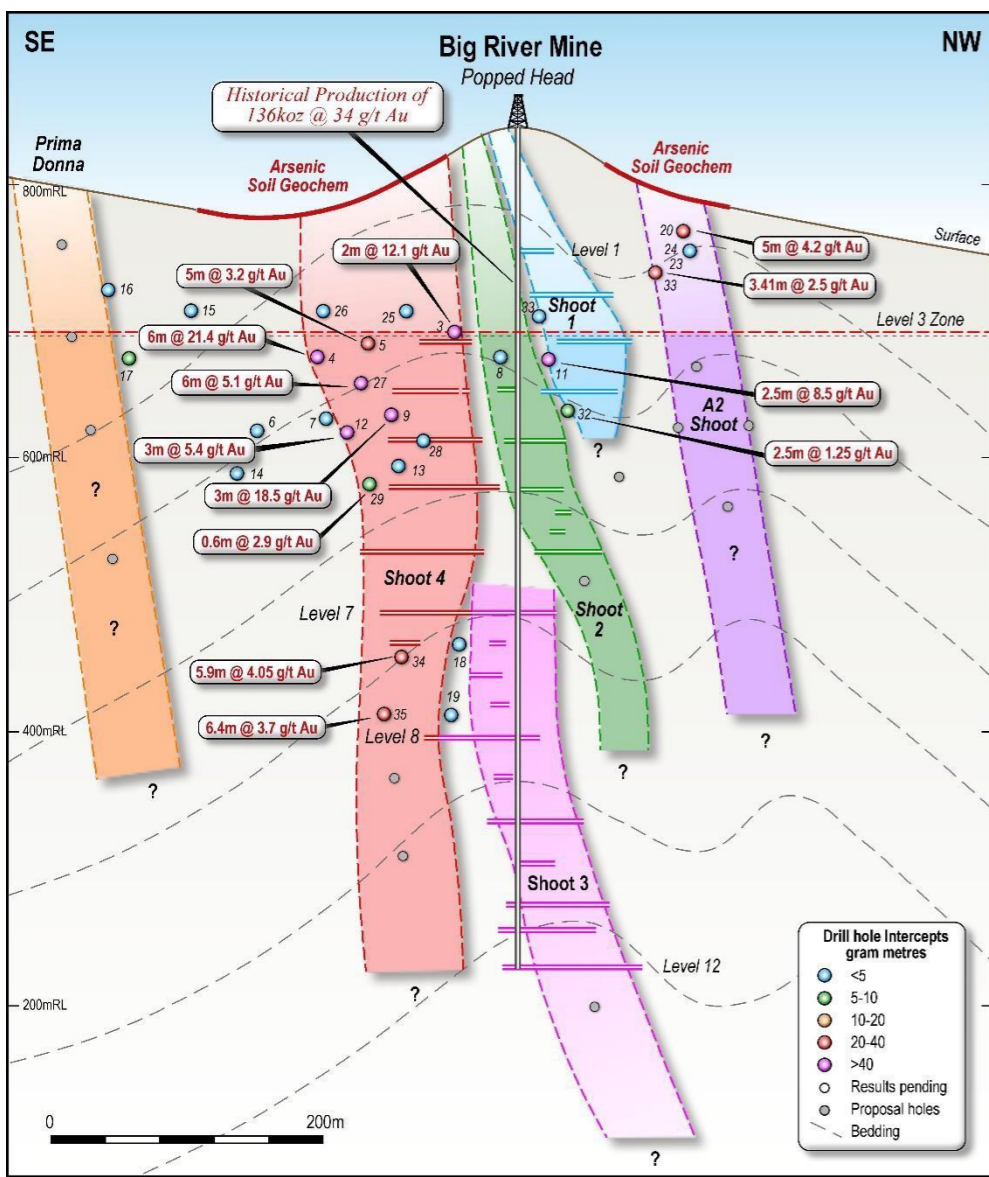 SE
Big River Mine
NW
Popped Head
Historical Production of
136koz @ 34 g/t Au
Prima
Donna
Arsenic
Soil Geochem
Arsenic
Soil Geochem
800mRL
Surface
2m @ 12.1 g/t Au
Level 1
20
24
23
33
5m @ 4.2 g/t Au
5m @ 3.2 g/t Au
3.41m @ 2.5 g/t Au
16
15
26
25
3
33
Shoot
1
Level 3 Zone
6m @ 21.4 g/t Au
4
5
17
8
11
6m @ 5.1 g/t Au
27
2.5m @ 8.5 g/t Au
A2
Shoot
6
7
12
9
32
3m @ 5.4 g/t Au
28
?
2.5m @ 1.25 g/t Au
600mRL
14
13
?
3m @ 18.5 g/t Au
29
0.6m @ 2.9 g/t Au
?
Shoot 4
Shoot
2
Level 7
?
5.9m @ 4.05 g/t Au
34
18
19
6.4m @ 3.7 g/t Au
35
Level 8
400mRL
?
?
?
Shoot 3
Level 12
?
200mRL
?
0
200m
Drill hole Intercepts
gram metres
<5
5-10
10-20
20-40
>40
Results pending
Proposal holes
Bedding